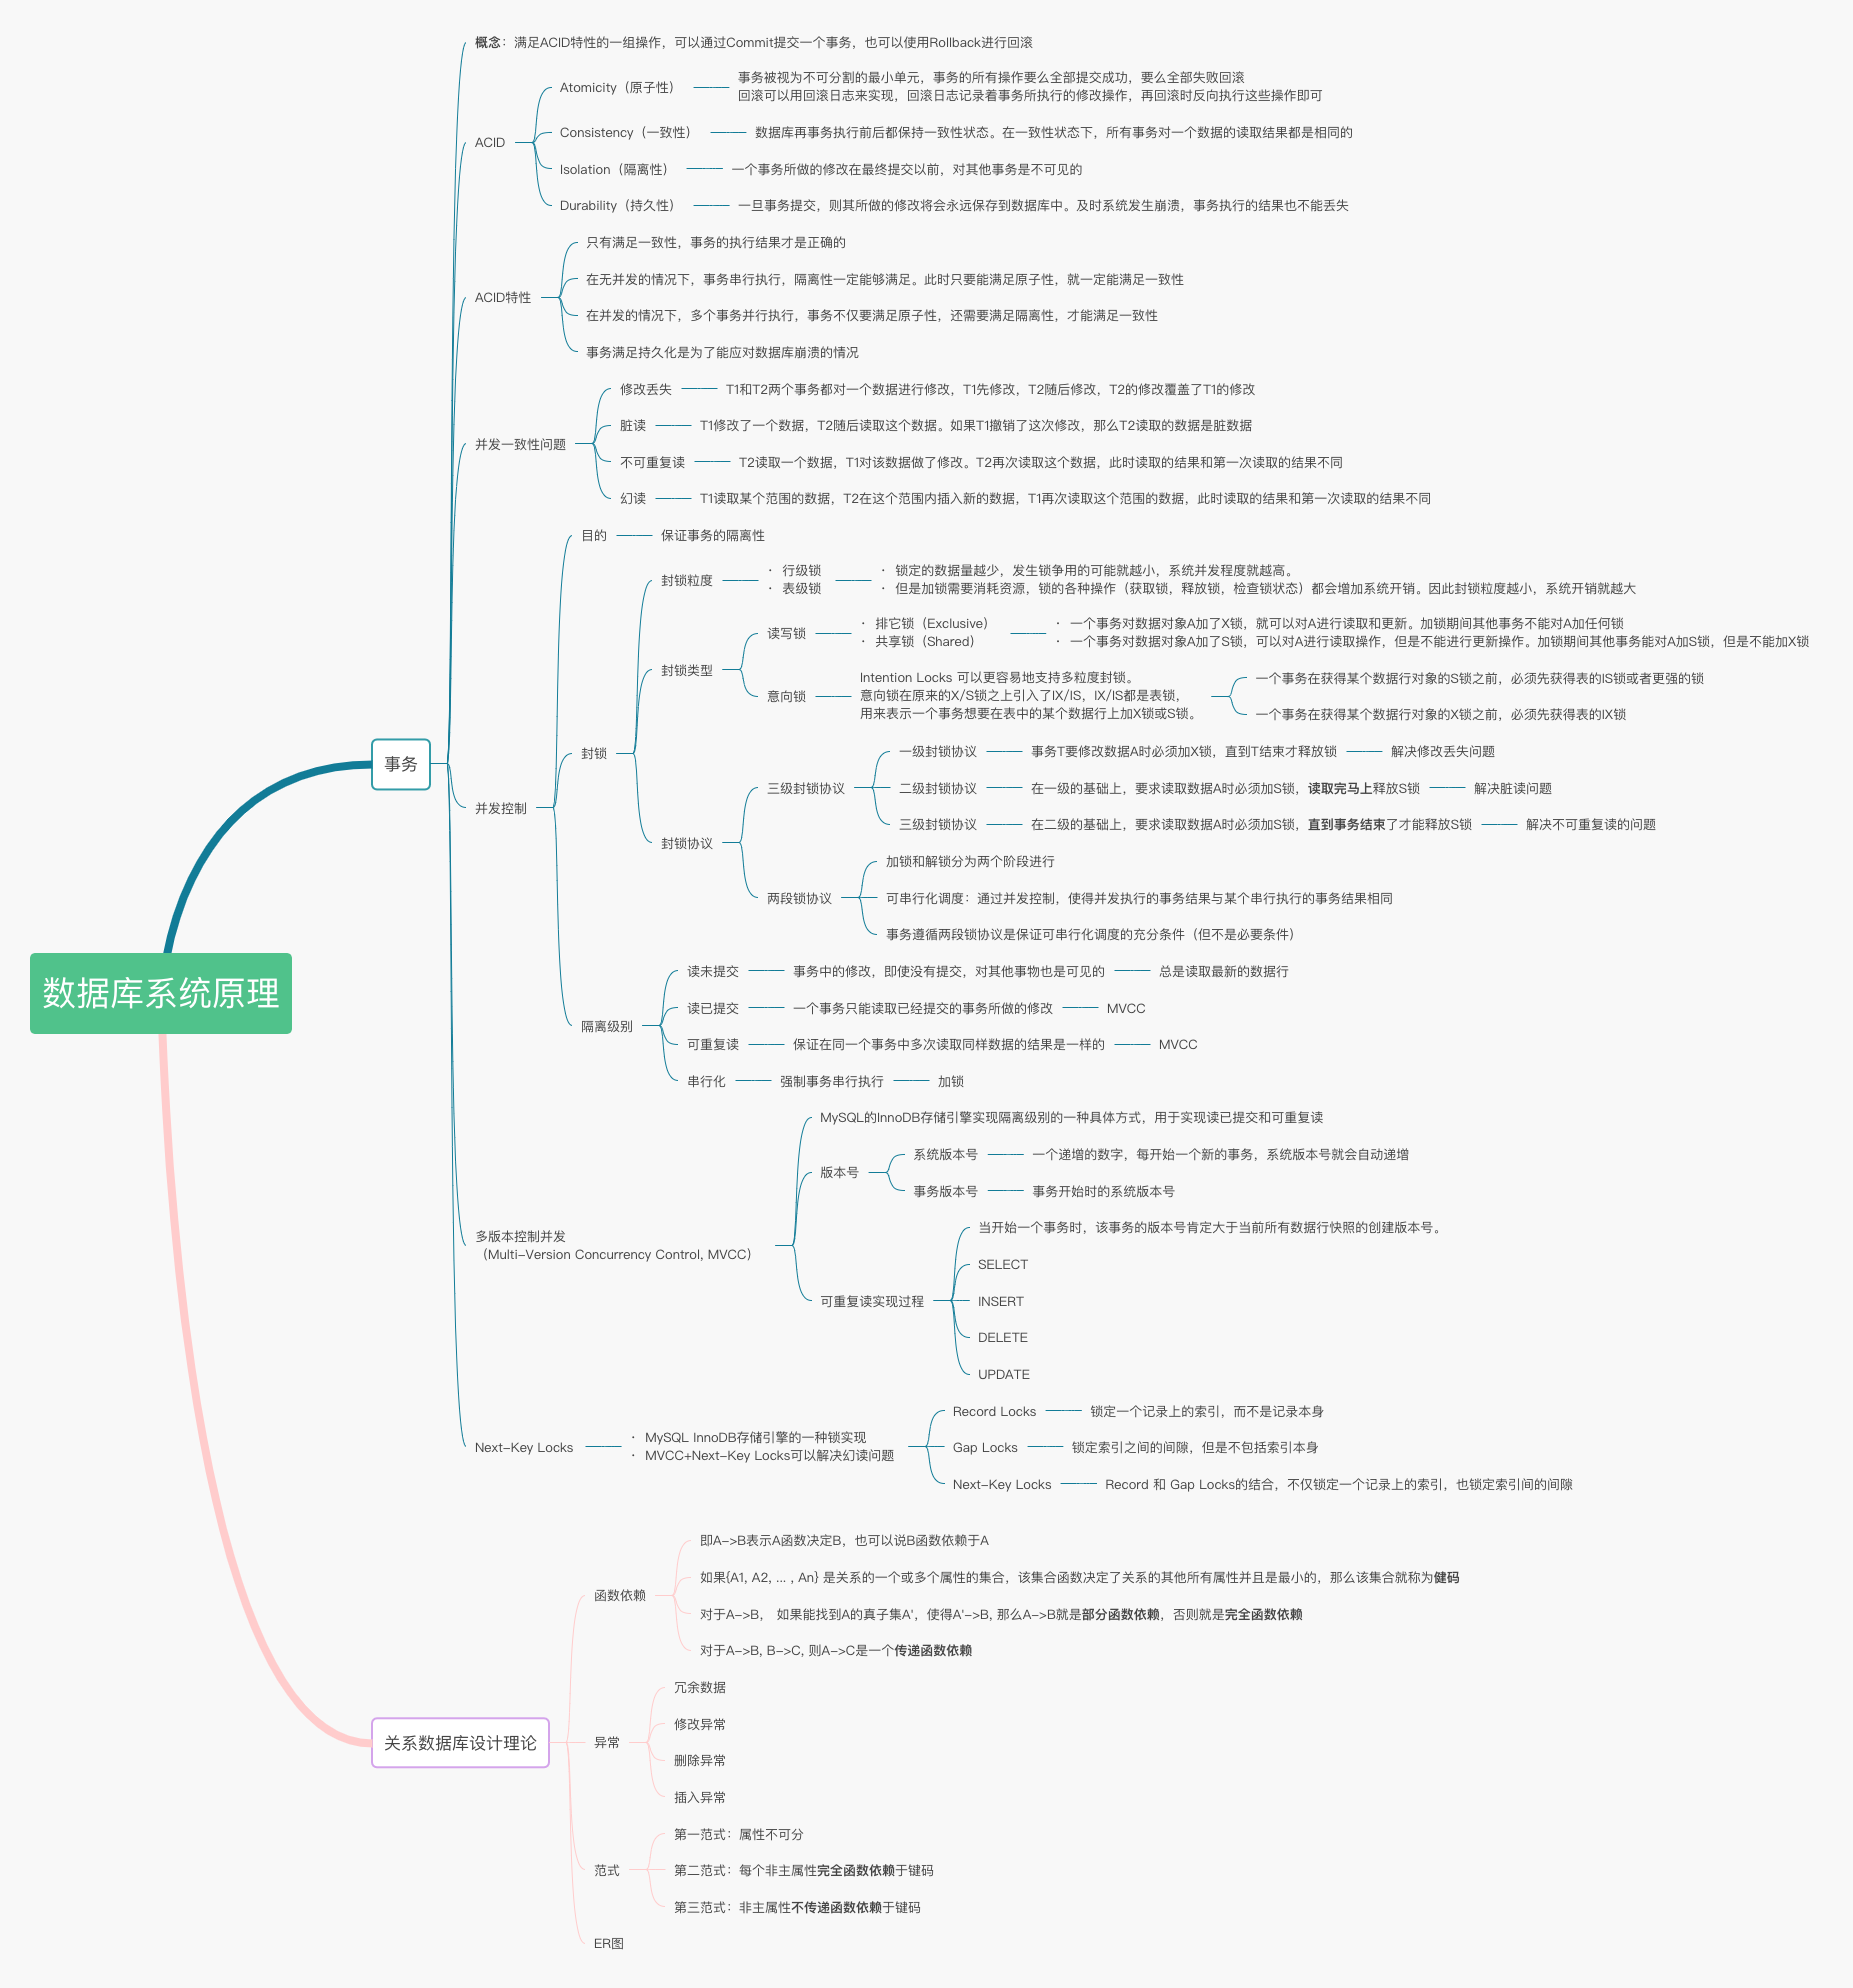 数据库系统原理
事务
概念：满足ACID特性的一组操作，可以通过Commit提交一个事务，也可以使用Rollback进行回滚
ACID
Atomicity（原子性）
事务被视为不可分割的最小单元，事务的所有操作要么全部提交成功，要么全部失败回滚
回滚可以用回滚日志来实现，回滚日志记录着事务所执行的修改操作，再回滚时反向执行这些操作即可
Consistency（一致性）
数据库再事务执行前后都保持一致性状态。在一致性状态下，所有事务对一个数据的读取结果都是相同的
Isolation（隔离性）
一个事务所做的修改在最终提交以前，对其他事务是不可见的
Durability（持久性）
一旦事务提交，则其所做的修改将会永远保存到数据库中。及时系统发生崩溃，事务执行的结果也不能丢失
ACID特性
只有满足一致性，事务的执行结果才是正确的
在无并发的情况下，事务串行执行，隔离性一定能够满足。此时只要能满足原子性，就一定能满足一致性
在并发的情况下，多个事务并行执行，事务不仅要满足原子性，还需要满足隔离性，才能满足一致性
事务满足持久化是为了能应对数据库崩溃的情况
并发一致性问题
修改丢失
T1和T2两个事务都对一个数据进行修改，T1先修改，T2随后修改，T2的修改覆盖了T1的修改
脏读
T1修改了一个数据，T2随后读取这个数据。如果T1撤销了这次修改，那么T2读取的数据是脏数据
不可重复读
T2读取一个数据，T1对该数据做了修改。T2再次读取这个数据，此时读取的结果和第一次读取的结果不同
幻读
T1读取某个范围的数据，T2在这个范围内插入新的数据，T1再次读取这个范围的数据，此时读取的结果和第一次读取的结果不同
并发控制
目的
保证事务的隔离性
封锁
封锁粒度
· 行级锁
· 表级锁
· 锁定的数据量越少，发生锁争用的可能就越小，系统并发程度就越高。
· 但是加锁需要消耗资源，锁的各种操作（获取锁，释放锁，检查锁状态）都会增加系统开销。因此封锁粒度越小，系统开销就越大
封锁类型
读写锁
· 排它锁（Exclusive）
· 共享锁（Shared）
· 一个事务对数据对象A加了X锁，就可以对A进行读取和更新。加锁期间其他事务不能对A加任何锁
· 一个事务对数据对象A加了S锁，可以对A进行读取操作，但是不能进行更新操作。加锁期间其他事务能对A加S锁，但是不能加X锁
意向锁
Intention Locks 可以更容易地支持多粒度封锁。
意向锁在原来的X/S锁之上引入了IX/IS，IX/IS都是表锁，
用来表示一个事务想要在表中的某个数据行上加X锁或S锁。
一个事务在获得某个数据行对象的S锁之前，必须先获得表的IS锁或者更强的锁
一个事务在获得某个数据行对象的X锁之前，必须先获得表的IX锁
封锁协议
三级封锁协议
一级封锁协议
事务T要修改数据A时必须加X锁，直到T结束才释放锁
解决修改丢失问题
二级封锁协议
在一级的基础上，要求读取数据A时必须加S锁，读取完马上释放S锁
解决脏读问题
三级封锁协议
在二级的基础上，要求读取数据A时必须加S锁，直到事务结束了才能释放S锁
解决不可重复读的问题
两段锁协议
加锁和解锁分为两个阶段进行
可串行化调度：通过并发控制，使得并发执行的事务结果与某个串行执行的事务结果相同
事务遵循两段锁协议是保证可串行化调度的充分条件（但不是必要条件）
隔离级别
读未提交
事务中的修改，即使没有提交，对其他事物也是可见的
总是读取最新的数据行
读已提交
一个事务只能读取已经提交的事务所做的修改
MVCC
可重复读
保证在同一个事务中多次读取同样数据的结果是一样的
MVCC
串行化
强制事务串行执行
加锁
多版本控制并发
（Multi-Version Concurrency Control, MVCC）
MySQL的InnoDB存储引擎实现隔离级别的一种具体方式，用于实现读已提交和可重复读
版本号
系统版本号
一个递增的数字，每开始一个新的事务，系统版本号就会自动递增
事务版本号
事务开始时的系统版本号
可重复读实现过程
当开始一个事务时，该事务的版本号肯定大于当前所有数据行快照的创建版本号。
SELECT
INSERT
DELETE
UPDATE
Next-Key Locks
· MySQL InnoDB存储引擎的一种锁实现
· MVCC+Next-Key Locks可以解决幻读问题
Record Locks
锁定一个记录上的索引，而不是记录本身
Gap Locks
锁定索引之间的间隙，但是不包括索引本身
Next-Key Locks
Record 和 Gap Locks的结合，不仅锁定一个记录上的索引，也锁定索引间的间隙
关系数据库设计理论
函数依赖
即A->B表示A函数决定B，也可以说B函数依赖于A
如果{A1, A2, ... , An} 是关系的一个或多个属性的集合，该集合函数决定了关系的其他所有属性并且是最小的，那么该集合就称为健码
对于A->B， 如果能找到A的真子集A'，使得A'->B, 那么A->B就是部分函数依赖，否则就是完全函数依赖
对于A->B, B->C, 则A->C是一个传递函数依赖
异常
冗余数据
修改异常
删除异常
插入异常
范式
第一范式：属性不可分
第二范式：每个非主属性完全函数依赖于键码
第三范式：非主属性不传递函数依赖于键码
ER图